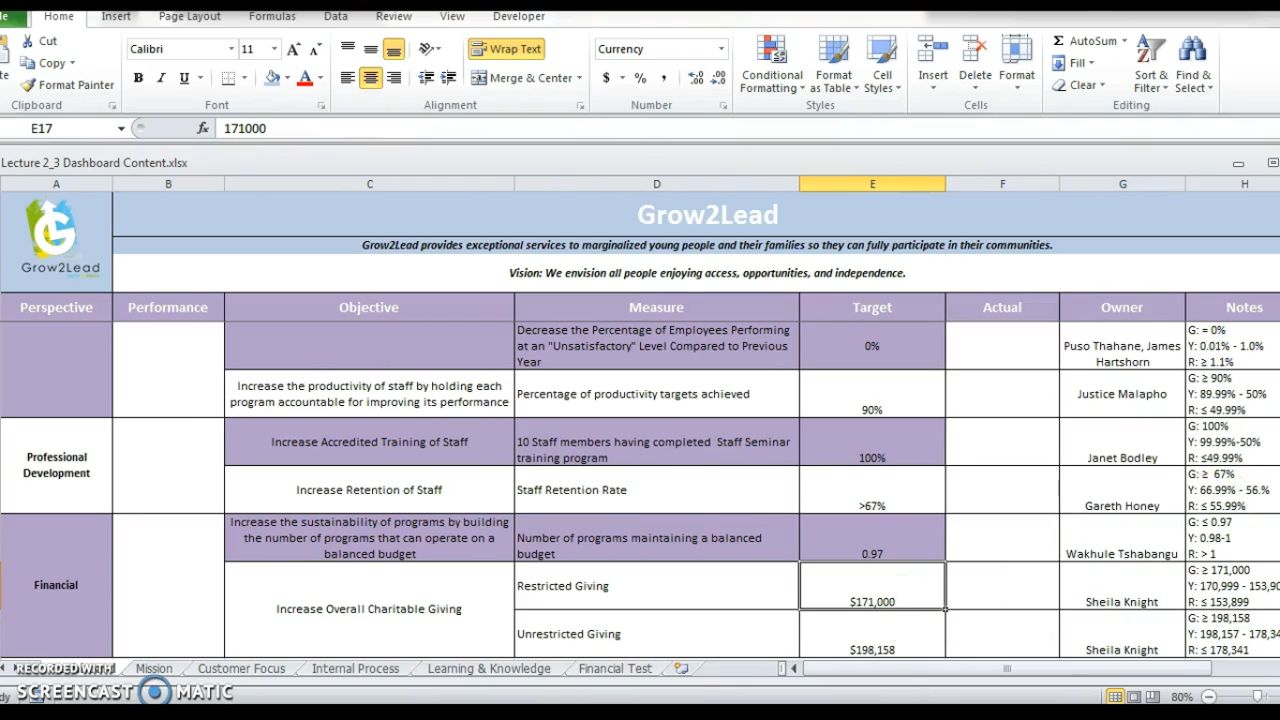 Home Insert Page Layout Formulas Data Review View Developer
Cut
Copy
Format Painter
Clipboard
Calibri 11
B I U
Font
Wrap Text
Merge & Center
Alignment
Currency
$ % ,
Number
Conditional Formatting
Format as Table
Cell Styles
Styles
Insert Delete Format
Cells
AutoSum
Fill
Clear
Sort & Filter
Find & Select
Editing
E17 fx 171000
Lecture 2_3 Dashboard Content.xlsx
A B C D E F G H
Grow2Lead
Grow2Lead
Grow2Lead provides exceptional services to marginalized young people and their families so they can fully participate in their communities.
Vision: We envision all people enjoying access, opportunities, and independence.
Perspective Performance Objective Measure Target Actual Owner Notes
Decrease the Percentage of Employees Performing
at an "Unsatisfactory" Level Compared to Previous
Year
0%
Puso Thahane, James
Hartshorn
G: = 0%
Y: 0.01% - 1.0%
R: ≥ 1.1%
Increase the productivity of staff by holding each
program accountable for improving its performance
Percentage of productivity targets achieved
90%
Justice Malapho
G: ≥ 90%
Y: 89.99% - 50%
R: ≤ 49.99%
Professional
Development
Increase Accredited Training of Staff
10 Staff members having completed Staff Seminar
training program
100%
Janet Bodley
G: 100%
Y: 99.99%-50%
R: ≤49.99%
Increase Retention of Staff
Staff Retention Rate
>67%
Gareth Honey
G: ≥ 67%
Y: 66.99% - 56.%
R: ≤ 55.99%
Financial
Increase the sustainability of programs by building
the number of programs that can operate on a
balanced budget
Number of programs maintaining a balanced
budget
0.97
Wakhule Tshabangu
G: ≤ 0.97
Y: 0.98-1
R: > 1
Increase Overall Charitable Giving
Restricted Giving
$171,000
Sheila Knight
G: ≥ 171,000
Y: 170,999 - 153,90
R: ≤ 153,899
Unrestricted Giving
$198,158
Sheila Knight
G: ≥ 198,158
Y: 198,157 - 178,34
R: ≤ 178,341
RECORDED WITH
Mission Customer Focus Internal Process Learning & Knowledge Financial Test
SCREENCAST MATIC
80%